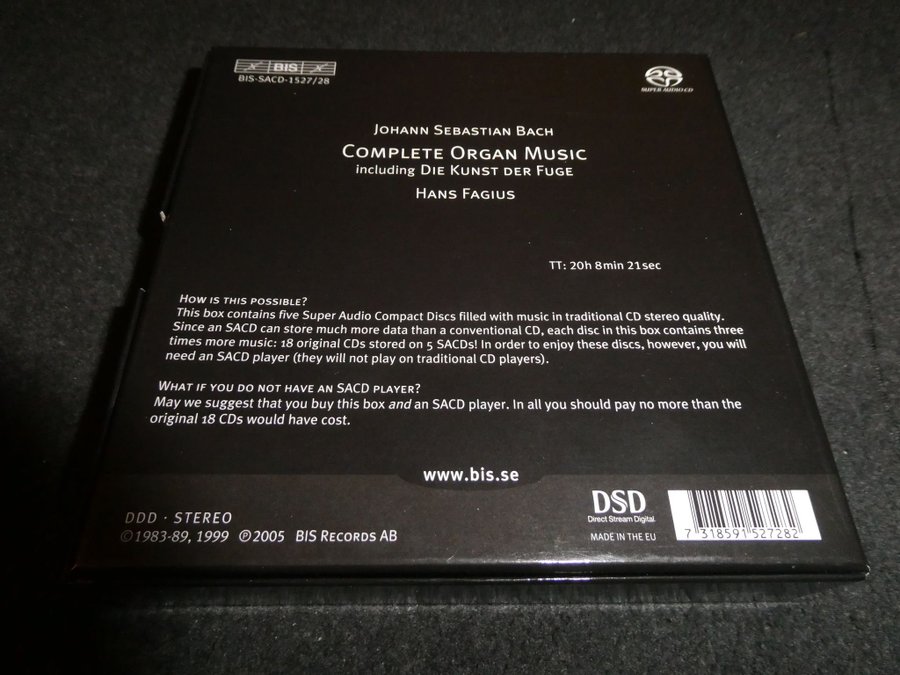 BIS
BIS-SACD-1527/28
SUPER AUDIO CD
JOHANN SEBASTIAN BACH
COMPLETE ORGAN MUSIC
including DIE KUNST DER FUGE
HANS FAGIUS
TT: 20h 8min 21sec
HOW IS THIS POSSIBLE?
This box contains five Super Audio Compact Discs filled with music in traditional CD stereo quality.
Since an SACD can store much more data than a conventional CD, each disc in this box contains three
times more music: 18 original CDs stored on 5 SACDs! In order to enjoy these discs, however, you will
need an SACD player (they will not play on traditional CD players).
WHAT IF YOU DO NOT HAVE AN SACD PLAYER?
May we suggest that you buy this box and an SACD player. In all you should pay no more than the
original 18 CDs would have cost.
www.bis.se
DDD · STEREO
©1983-89, 1999 ℗2005 BIS RECORDS AB
DSD
Direct Stream Digital
MADE IN THE EU
7 318591 527282